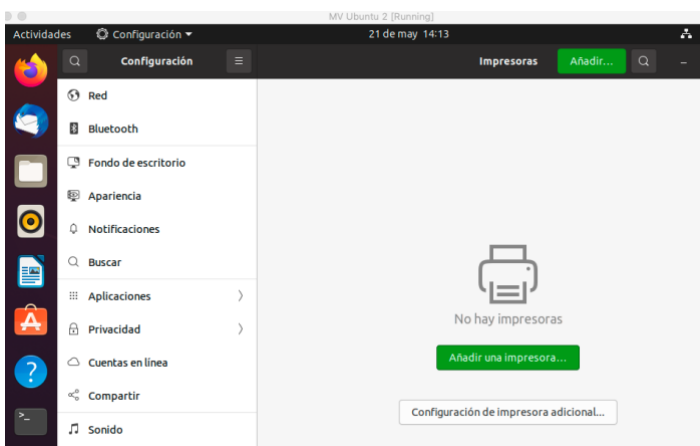 MV Ubuntu 2 [Running]
Actividades
Configuración
21 de may 14:13
Configuración
Impresoras
Añadir...
Red
Bluetooth
Fondo de escritorio
Apariencia
Notificaciones
Buscar
Aplicaciones
Privacidad
Cuentas en línea
Compartir
Sonido
No hay impresoras
Añadir una impresora...
Configuración de impresora adicional...